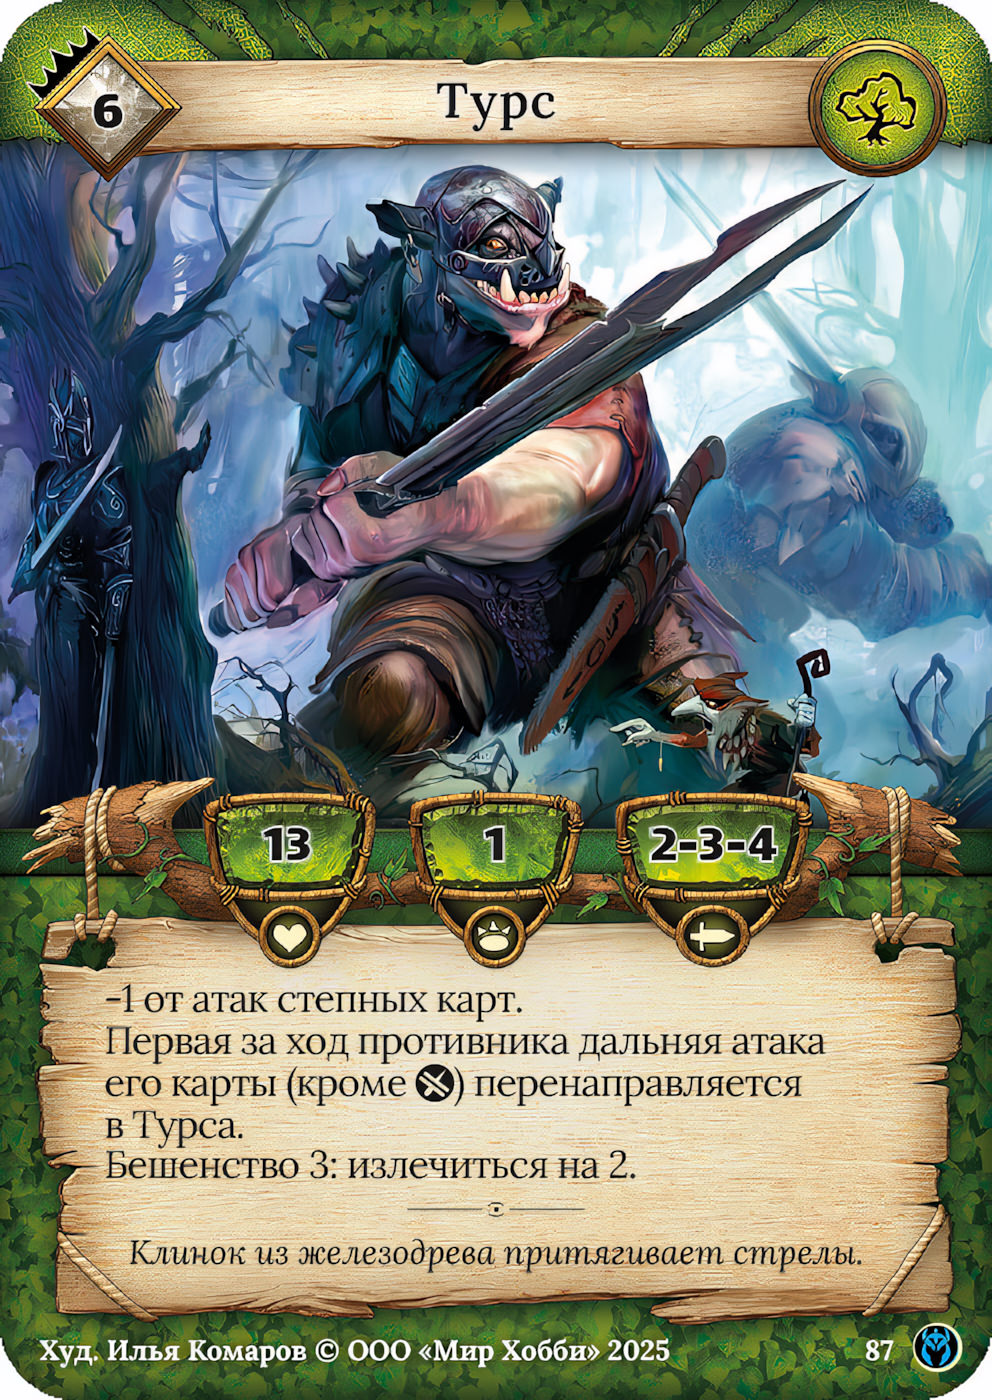 6
Турс
13
1
2-3-4
-1 от атак степных карт.
Первая за ход противника дальняя атака
его карты (кроме ) перенаправляется
в Турса.
Бешенство 3: излечиться на 2.
Клинок из железодрева притягивает стрелы.
Худ. Илья Комаров © ООО «Мир Хобби» 2025
87